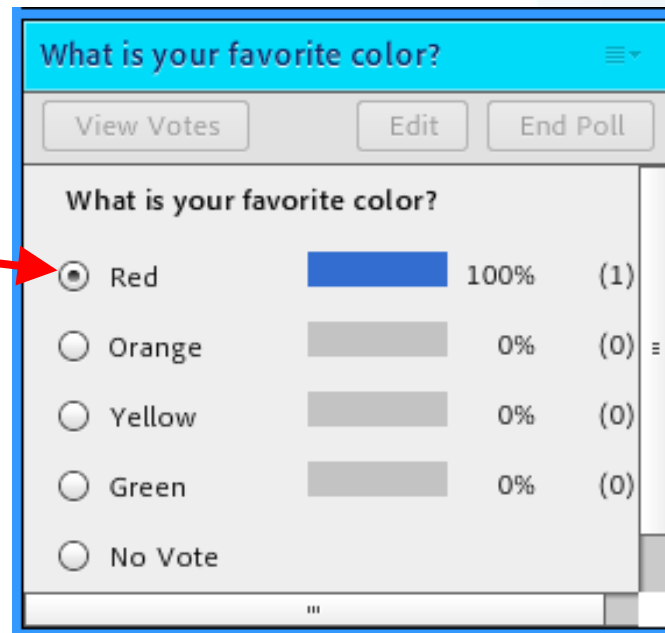 What is your favorite color?
View Votes Edit End Poll
What is your favorite color?
Red 100% (1)
Orange 0% (0)
Yellow 0% (0)
Green 0% (0)
No Vote